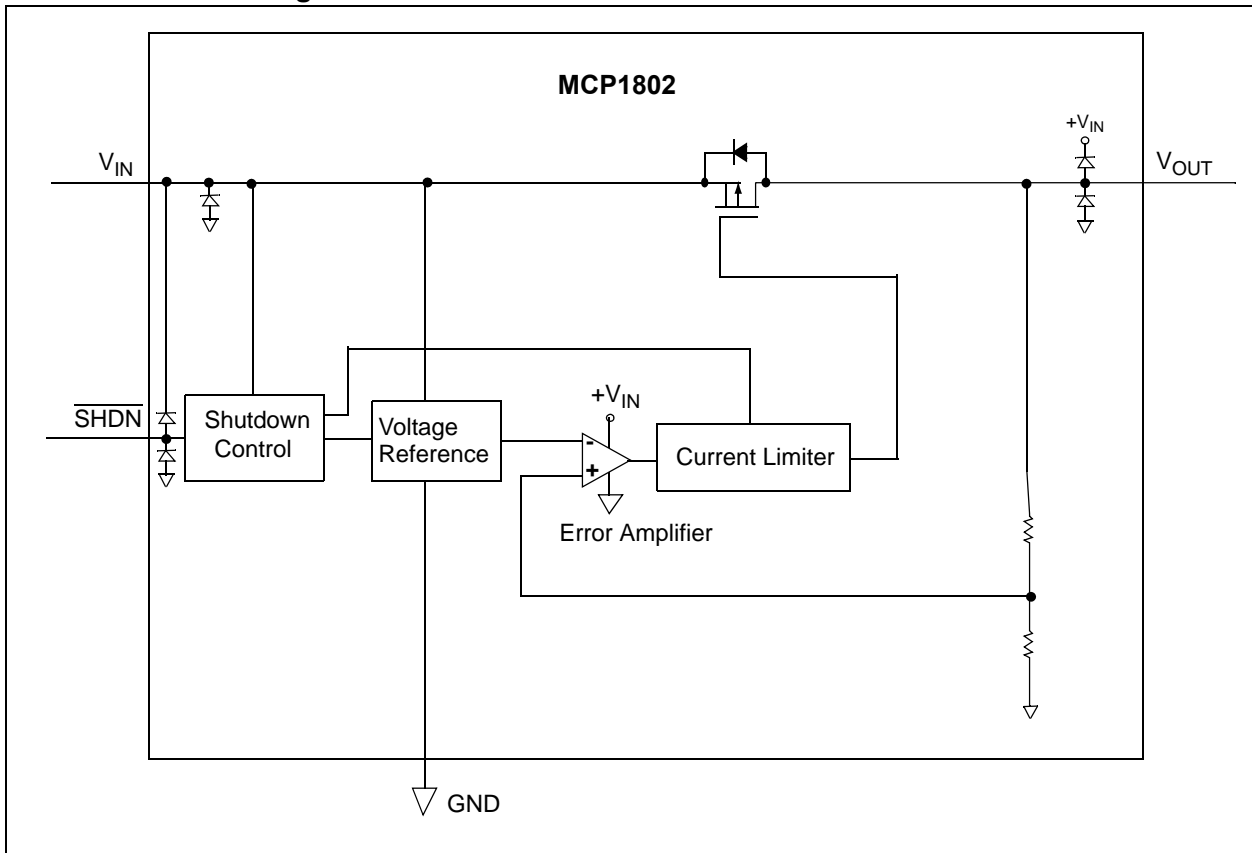 MCP1802
+VIN
VIN
VOUT
SHDN
Shutdown
Control
Voltage
Reference
+VIN
-
+
Current Limiter
Error Amplifier
GND